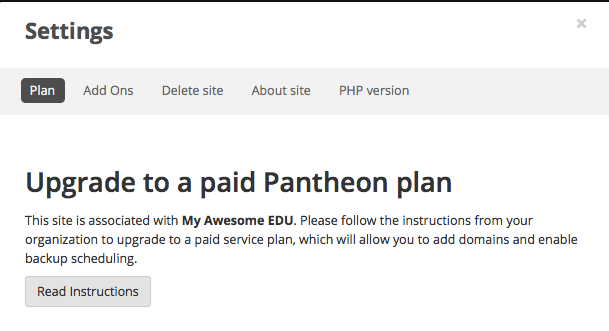 Settings
×
Plan Add Ons Delete site About site PHP version
Upgrade to a paid Pantheon plan
This site is associated with My Awesome EDU. Please follow the instructions from your
organization to upgrade to a paid service plan, which will allow you to add domains and enable
backup scheduling.
Read Instructions